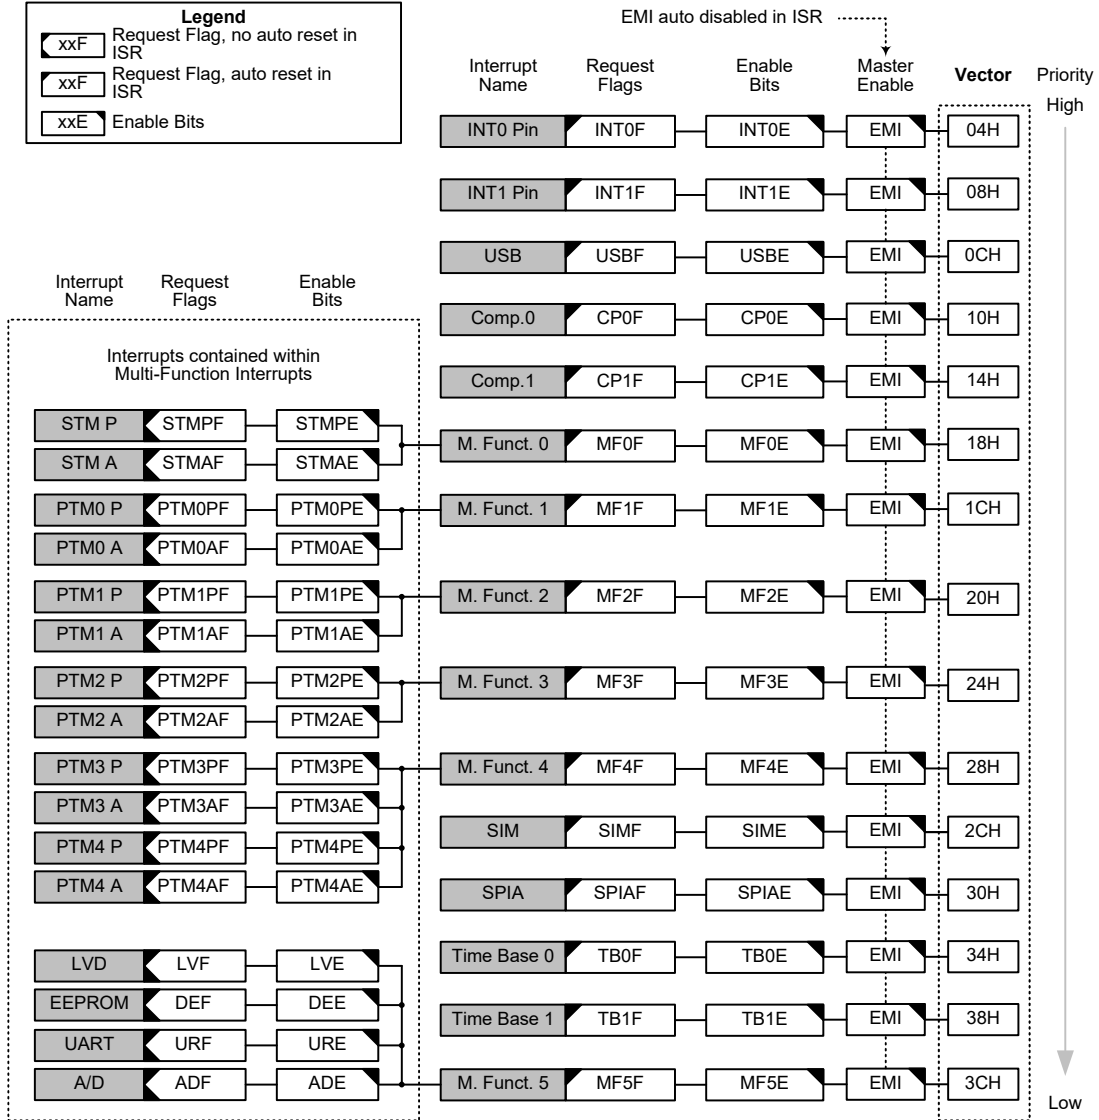 Legend
xxF Request Flag, no auto reset in
ISR
xxF Request Flag, auto reset in
ISR
xxE Enable Bits
EMI auto disabled in ISR
Interrupt Name Request Flags Enable Bits Master Enable Vector Priority
High
INT0 Pin INT0F INT0E EMI 04H
INT1 Pin INT1F INT1E EMI 08H
USB USBF USBE EMI 0CH
Comp.0 CP0F CP0E EMI 10H
Comp.1 CP1F CP1E EMI 14H
M. Funct. 0 MF0F MF0E EMI 18H
M. Funct. 1 MF1F MF1E EMI 1CH
M. Funct. 2 MF2F MF2E EMI 20H
M. Funct. 3 MF3F MF3E EMI 24H
M. Funct. 4 MF4F MF4E EMI 28H
SIM SIMF SIME EMI 2CH
SPIA SPIAF SPIAE EMI 30H
Time Base 0 TB0F TB0E EMI 34H
Time Base 1 TB1F TB1E EMI 38H
M. Funct. 5 MF5F MF5E EMI 3CH
Low
Interrupt Name Request Flags Enable Bits
Interrupts contained within
Multi-Function Interrupts
STM P STMPF STMPE
STM A STMAF STMAE
PTM0 P PTM0PF PTM0PE
PTM0 A PTM0AF PTM0AE
PTM1 P PTM1PF PTM1PE
PTM1 A PTM1AF PTM1AE
PTM2 P PTM2PF PTM2PE
PTM2 A PTM2AF PTM2AE
PTM3 P PTM3PF PTM3PE
PTM3 A PTM3AF PTM3AE
PTM4 P PTM4PF PTM4PE
PTM4 A PTM4AF PTM4AE
LVD LVF LVE
EEPROM DEF DEE
UART URF URE
A/D ADF ADE